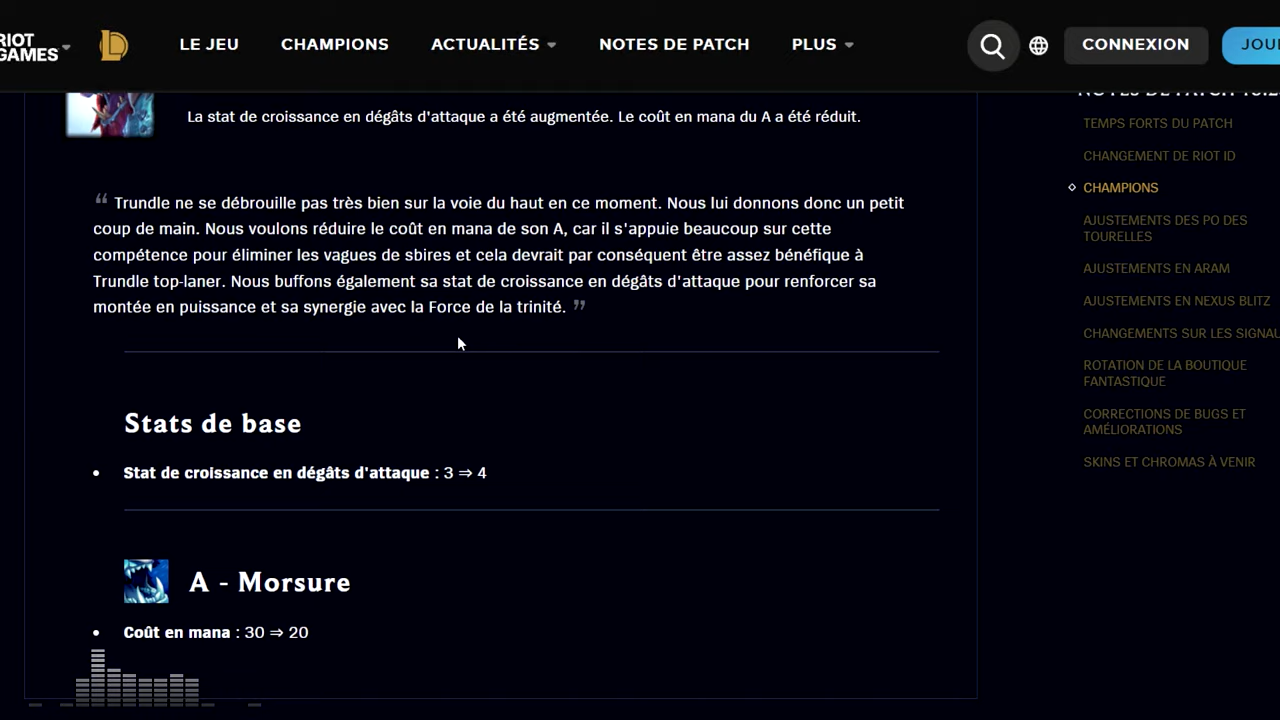 RIOT GAMES
LE JEU
CHAMPIONS
ACTUALITÉS
NOTES DE PATCH
PLUS
CONNEXION
JOUE
La stat de croissance en dégâts d'attaque a été augmentée. Le coût en mana du A a été réduit.
“ Trundle ne se débrouille pas très bien sur la voie du haut en ce moment. Nous lui donnons donc un petit
coup de main. Nous voulons réduire le coût en mana de son A, car il s'appuie beaucoup sur cette
compétence pour éliminer les vagues de sbires et cela devrait par conséquent être assez bénéfique à
Trundle top-laner. Nous buffons également sa stat de croissance en dégâts d'attaque pour renforcer sa
montée en puissance et sa synergie avec la Force de la trinité. ”
Stats de base
• Stat de croissance en dégâts d'attaque : 3 ⇒ 4
A - Morsure
• Coût en mana : 30 ⇒ 20
NOTES DE PATCH
TEMPS FORTS DU PATCH
CHANGEMENT DE RIOT ID
CHAMPIONS
AJUSTEMENTS DES PO DES
TOURELLES
AJUSTEMENTS EN ARAM
AJUSTEMENTS EN NEXUS BLITZ
CHANGEMENTS SUR LES SIGNAU
ROTATION DE LA BOUTIQUE
FANTASTIQUE
CORRECTIONS DE BUGS ET
AMÉLIORATIONS
SKINS ET CHROMAS À VENIR